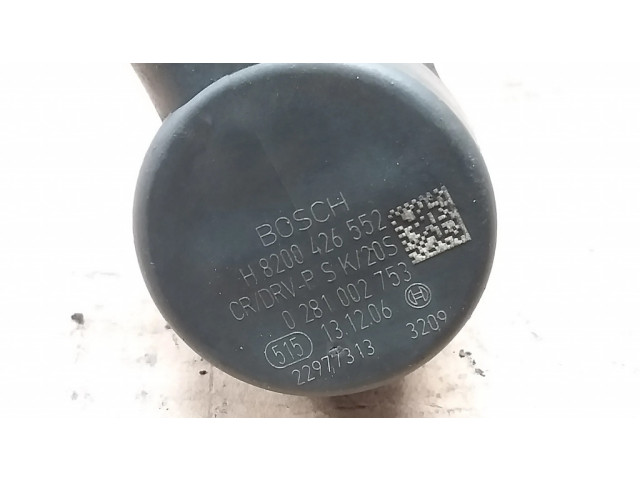 BOSCH
H 8200 426 552
CR/DRV-P S K/20S
0 281 002 753
515 13.12.06 3209
22977313